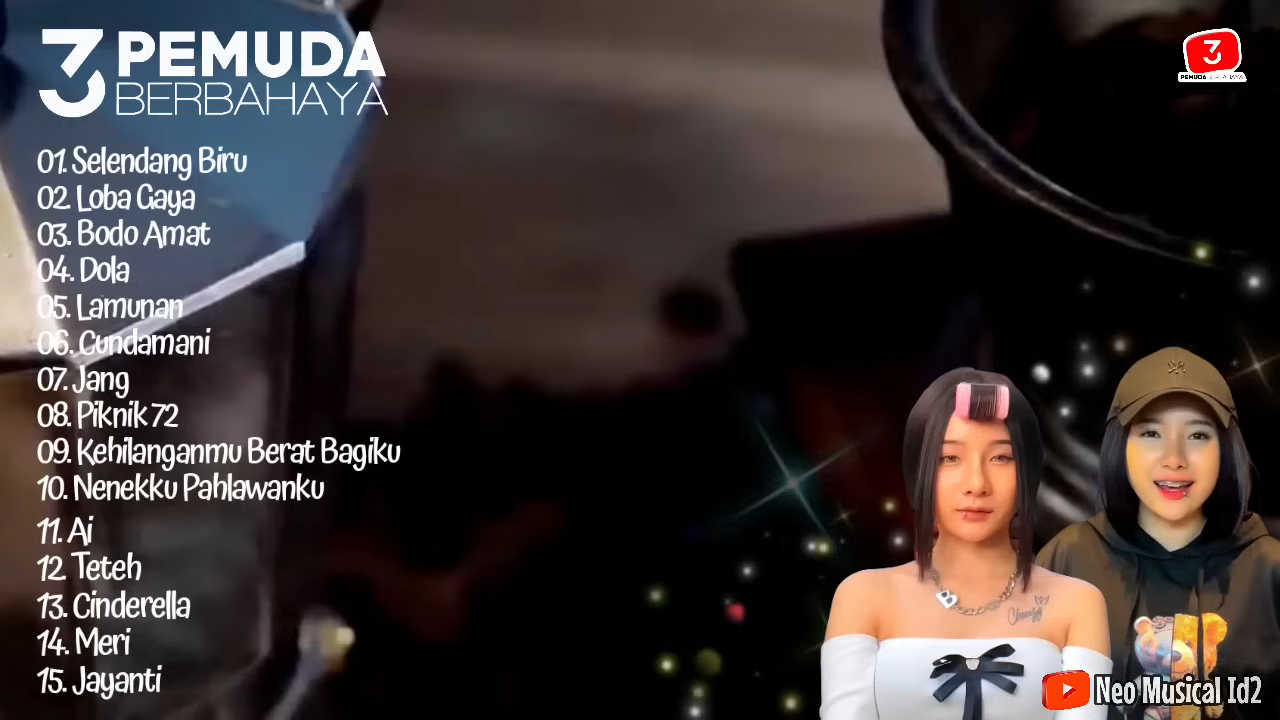 3 PEMUDA
BERBAHAYA
3
PEMUDA
01. Selendang Biru
02. Loba Gaya
03. Bodo Amat
04. Dola
05. Lamunan
06. Cundamani
07. Jang
08. Piknik 72
09. Kehilanganmu Berat Bagiku
10. Nenekku Pahlawanku
11. Ai
12. Teteh
13. Cinderella
14. Meri
15. Jayanti
B
Neo Musical Id2